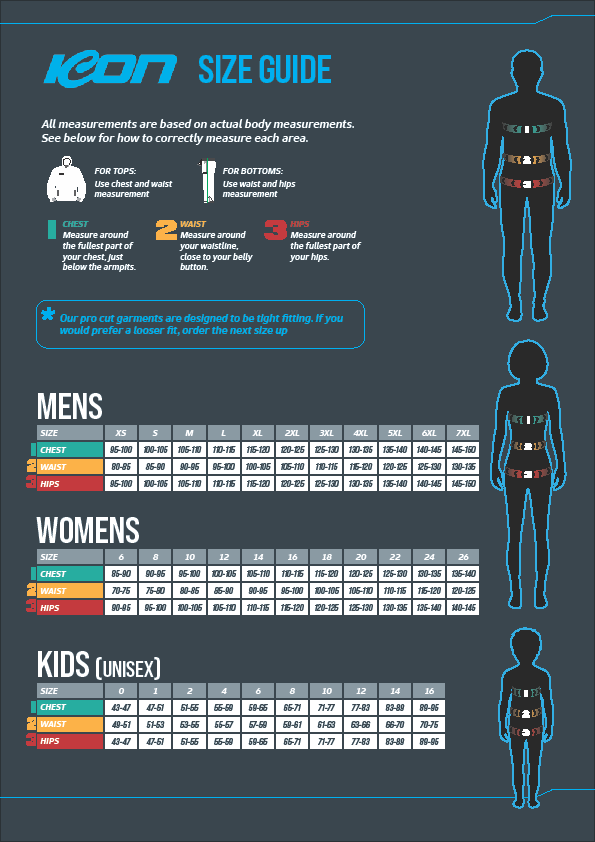 ICON SIZE GUIDE
All measurements are based on actual body measurements.
See below for how to correctly measure each area.
FOR TOPS:
Use chest and waist
measurement
FOR BOTTOMS:
Use waist and hips
measurement
1 CHEST
Measure around
the fullest part of
your chest, just
below the armpits.
2 WAIST
Measure around
your waistline,
close to your belly
button.
3 HIPS
Measure around
the fullest part of
your hips.
* Our pro cut garments are designed to be tight fitting. If you
would prefer a looser fit, order the next size up
MENS
SIZE XS S M L XL 2XL 3XL 4XL 5XL 6XL 7XL
1 CHEST 95-100 100-105 105-110 110-115 115-120 120-125 125-130 130-135 135-140 140-145 145-150
2 WAIST 80-85 85-90 90-95 95-100 100-105 105-110 110-115 115-120 120-125 125-130 130-135
3 HIPS 95-100 100-105 105-110 110-115 115-120 120-125 125-130 130-135 135-140 140-145 145-150
WOMENS
SIZE 6 8 10 12 14 16 18 20 22 24 26
1 CHEST 85-90 90-95 95-100 100-105 105-110 110-115 115-120 120-125 125-130 130-135 135-140
2 WAIST 70-75 75-80 80-85 85-90 90-95 95-100 100-105 105-110 110-115 115-120 120-125
3 HIPS 90-95 95-100 100-105 105-110 110-115 115-120 120-125 125-130 130-135 135-140 140-145
KIDS (UNISEX)
SIZE 0 1 2 4 6 8 10 12 14 16
1 CHEST 43-47 47-51 51-55 55-59 59-65 65-71 71-77 77-83 83-89 89-95
2 WAIST 49-51 51-53 53-55 55-57 57-59 59-61 61-63 63-66 66-70 70-75
3 HIPS 43-47 47-51 51-55 55-59 59-65 65-71 71-77 77-83 83-89 89-95
1
2
3
1
2
3
1
2
3